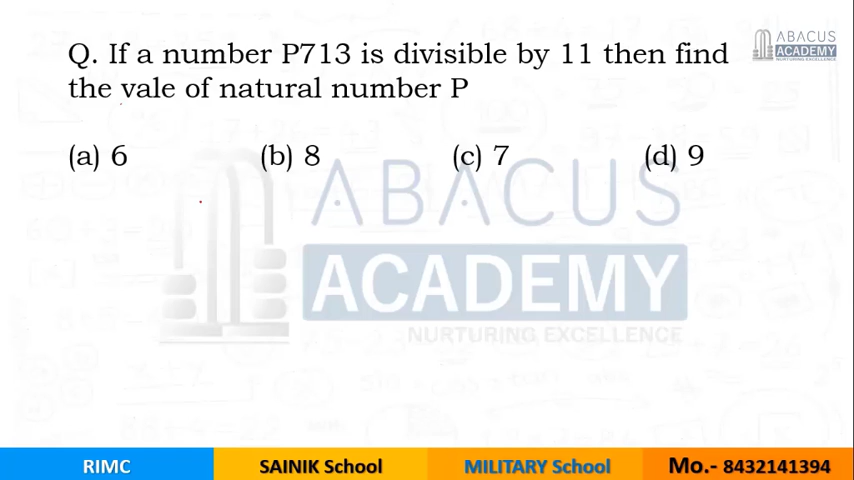 Q. If a number P713 is divisible by 11 then find
the vale of natural number P
(a) 6 (b) 8 (c) 7 (d) 9
ABACUS
ACADEMY
NURTURING EXCELLENCE
ABACUS
ACADEMY
NURTURING EXCELLENCE
RIMC SAINIK School MILITARY School Mo.- 8432141394